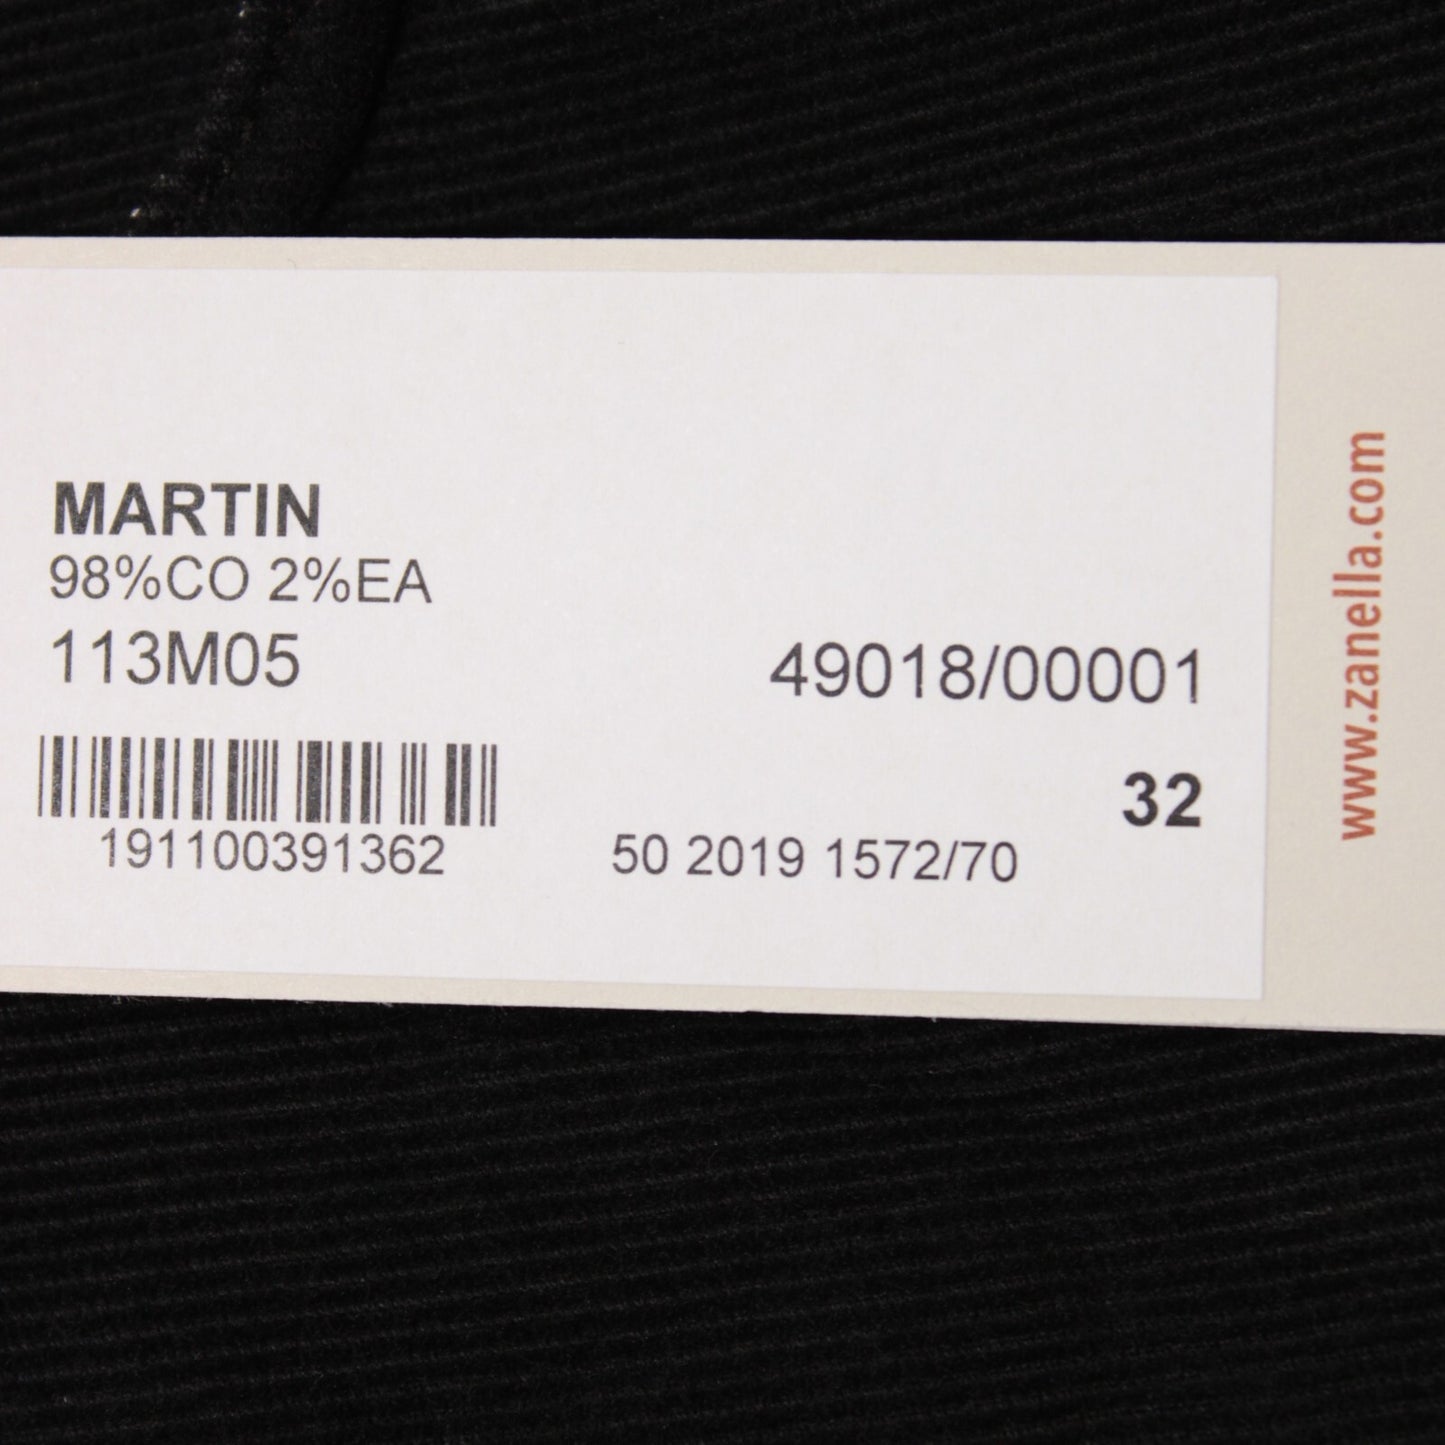 MARTIN
98%CO 2%EA
113M05
49018/00001
32
191100391362
50 2019 1572/70
www.zanella.com